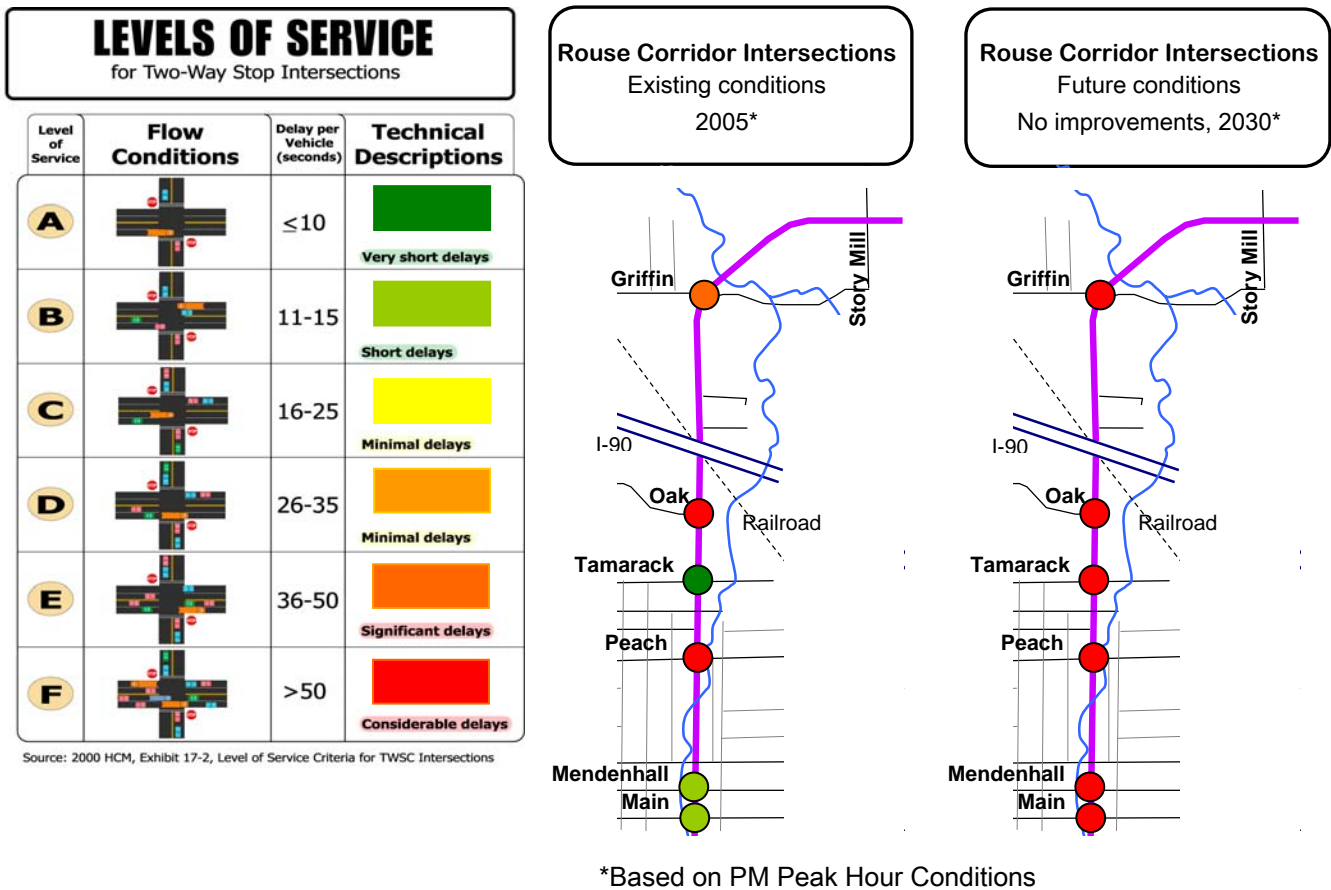 LEVELS OF SERVICE
for Two-Way Stop Intersections
Level
of
Service
Flow
Conditions
Delay per
Vehicle
(seconds)
Technical
Descriptions
A
≤10
Very short delays
B
11-15
Short delays
C
16-25
Minimal delays
D
26-35
Minimal delays
E
36-50
Significant delays
F
>50
Considerable delays
Source: 2000 HCM, Exhibit 17-2, Level of Service Criteria for TWSC Intersections
Rouse Corridor Intersections
Existing conditions
2005*
Griffin
Story Mill
I-90
Oak
Railroad
Tamarack
Peach
Mendenhall
Main
Rouse Corridor Intersections
Future conditions
No improvements, 2030*
Griffin
Story Mill
I-90
Oak
Railroad
Tamarack
Peach
Mendenhall
Main
*Based on PM Peak Hour Conditions